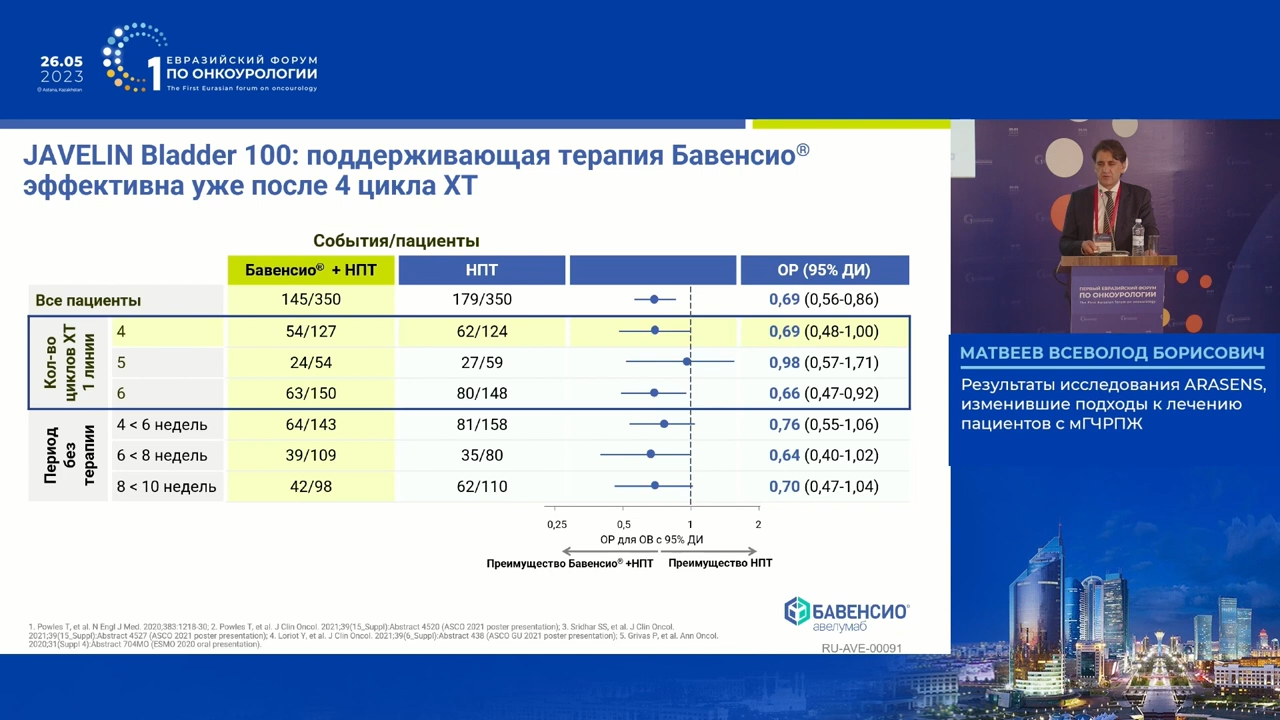 26.05
2023
Astana, Kazakhstan
1
ЕВРАЗИЙСКИЙ ФОРУМ
ПО ОНКОУРОЛОГИИ
The First Eurasian forum on oncourology
JAVELIN Bladder 100: поддерживающая терапия Бавенсио®
эффективна уже после 4 цикла ХТ
События/пациенты
Бавенсио® + НПТ НПТ ОР (95% ДИ)
Все пациенты 145/350 179/350 0,69 (0,56-0,86)
Кол-во
циклов ХТ
1 линии
4 54/127 62/124 0,69 (0,48-1,00)
5 24/54 27/59 0,98 (0,57-1,71)
6 63/150 80/148 0,66 (0,47-0,92)
Период
без
терапии
4 < 6 недель 64/143 81/158 0,76 (0,55-1,06)
6 < 8 недель 39/109 35/80 0,64 (0,40-1,02)
8 < 10 недель 42/98 62/110 0,70 (0,47-1,04)
0,25 0,5 1 2
ОР для ОВ с 95% ДИ
Преимущество Бавенсио® +НПТ Преимущество НПТ
1. Powles T, et al. N Engl J Med. 2020;383:1218-30; 2. Powles T, et al. J Clin Oncol. 2021;39(15_Suppl):Abstract 4520 (ASCO 2021 poster presentation); 3. Sridhar SS, et al. J Clin Oncol.
2021;39(15_Suppl):Abstract 4527 (ASCO 2021 poster presentation); 4. Loriot Y, et al. J Clin Oncol. 2021;39(6_Suppl):Abstract 438 (ASCO GU 2021 poster presentation); 5. Grivas P, et al. Ann Oncol.
2020;31(Suppl 4):Abstract 704MO (ESMO 2020 oral presentation).
БАВЕНСИО®
авелумаб
RU-AVE-00091
ПЕРВЫЙ ЕВРАЗИЙСКИЙ ФОРУМ
ПО ОНКОУРОЛОГИИ
The First Eurasian forum on oncourology
МАТВЕЕВ ВСЕВОЛОД БОРИСОВИЧ
Результаты исследования ARASENS,
изменившие подходы к лечению
пациентов с мГЧРПЖ